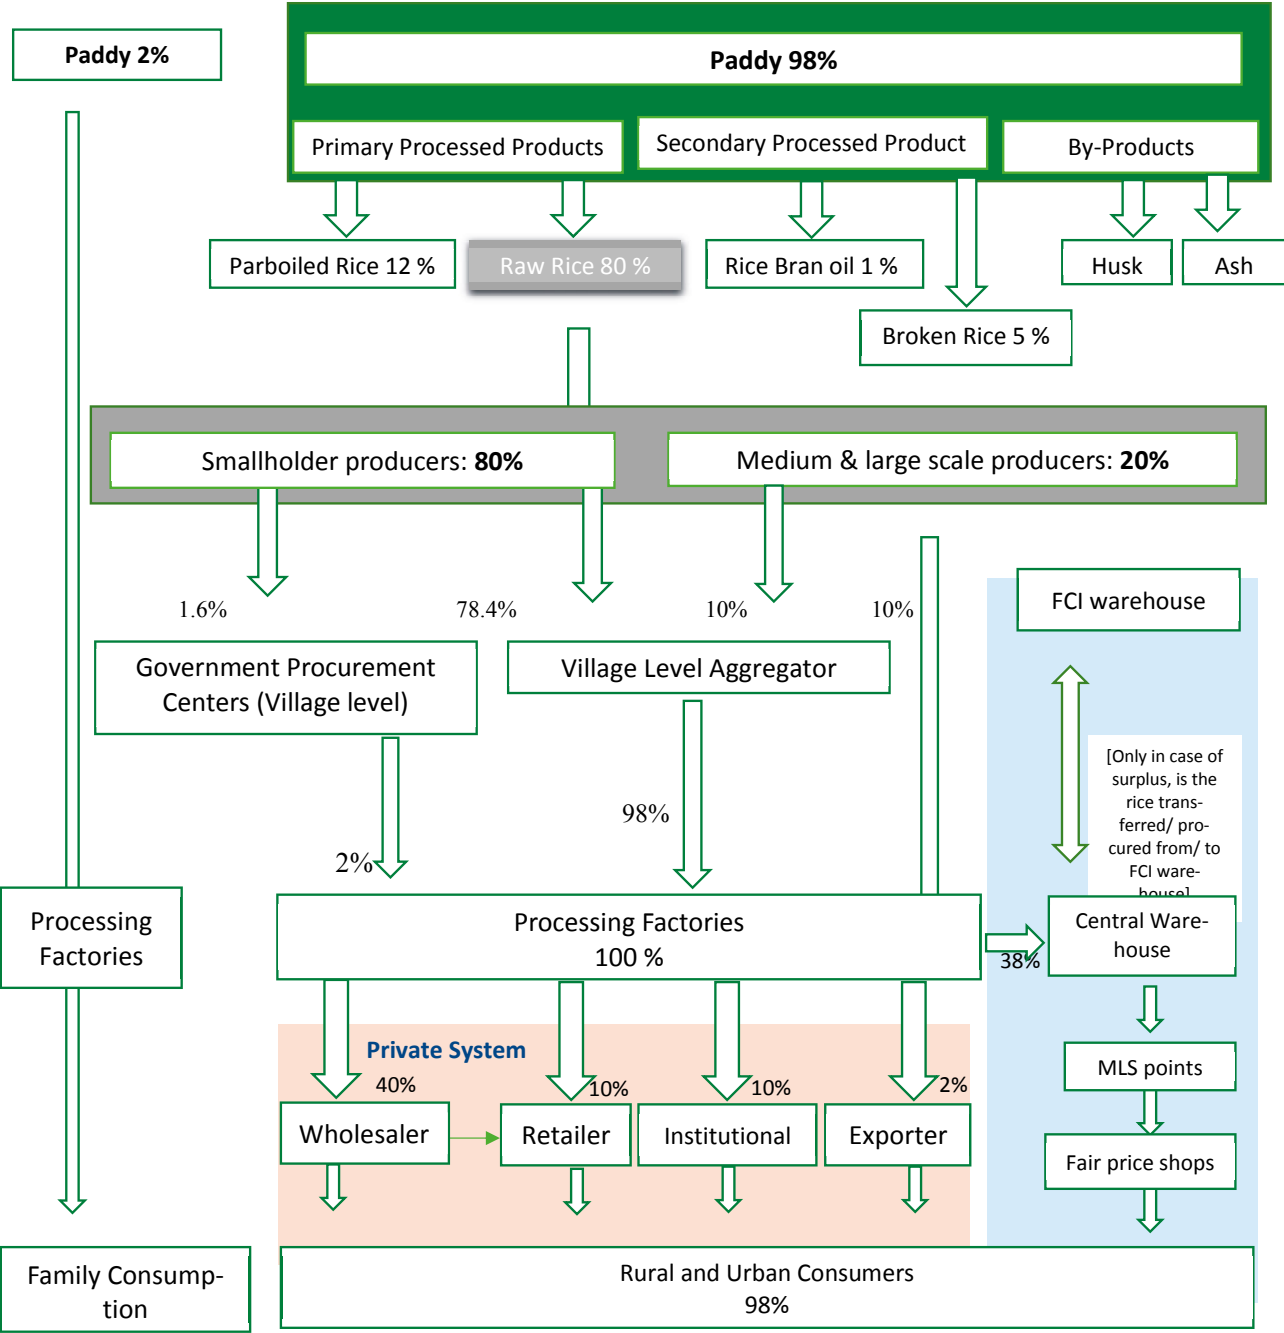 Paddy 2%
Paddy 98%
Primary Processed Products
Secondary Processed Product
By-Products
Parboiled Rice 12 %
Raw Rice 80 %
Rice Bran oil 1 %
Husk
Ash
Broken Rice 5 %
Smallholder producers: 80%
Medium & large scale producers: 20%
1.6%
78.4%
10%
10%
FCI warehouse
Government Procurement
Centers (Village level)
Village Level Aggregator
[Only in case of
surplus, is the
rice trans-
ferred/ pro-
cured from/ to
FCI ware-
house]
98%
2%
Processing
Factories
Processing Factories
100 %
38%
Central Ware-
house
Private System
40%
10%
10%
2%
MLS points
Wholesaler
Retailer
Institutional
Exporter
Fair price shops
Family Consump-
tion
Rural and Urban Consumers
98%